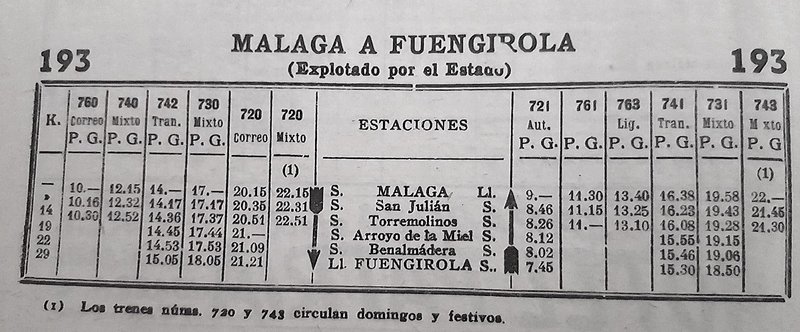 193 MALAGA A FUENGIROLA 193
(Explotado por el Estado)
K. 760 740 742 730 720 720 ESTACIONES 721 761 763 741 731 743
Correo Mixto Tran. Mixto Correo Mixto Aut. Lig. Tran. Mixto M xto
P. G. P. G. P. G. P. G. P. G. P. G. P. G. P. G. P. G. P. G
(1) (1)
— 10.— 12.15 14.— 17.— 20.15 22.15 S. MALAGA Ll. 9.— 11.30 13.40 16.38 19.58 22.—
» 10.16 12.32 14.17 17.17 20.35 22.31 S. San Julián S. 8.46 11.15 13.25 16.23 19.43 21.45
14 10.30 12.52 14.36 17.37 20.51 22.51 S. Torremolinos S. 8.26 11.— 13.10 16.08 19.28 21.30
19 14.45 17.44 21.— S. Arroyo de la Miel S. 8.12 15.55 19.15
22 14.53 17.53 21.09 S. Benalmádera S. 8.02 15.46 19.06
29 15.05 18.05 21.21 Ll. FUENGIROLA S.. 7.45 15.30 18.50
(1) Los trenes núms. 720 y 743 circulan domingos y festivos.